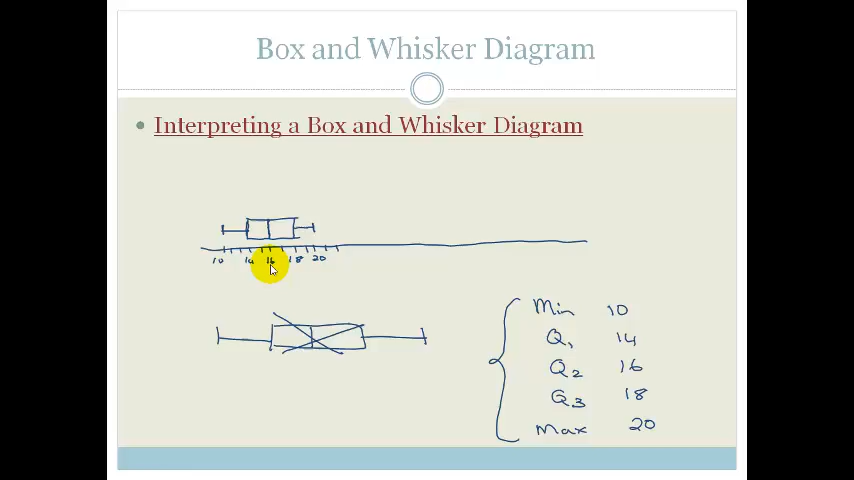 Box and Whisker Diagram
Interpreting a Box and Whisker Diagram
10 14 16 18 20
Min 10
Q1 14
Q2 16
Q3 18
Max 20